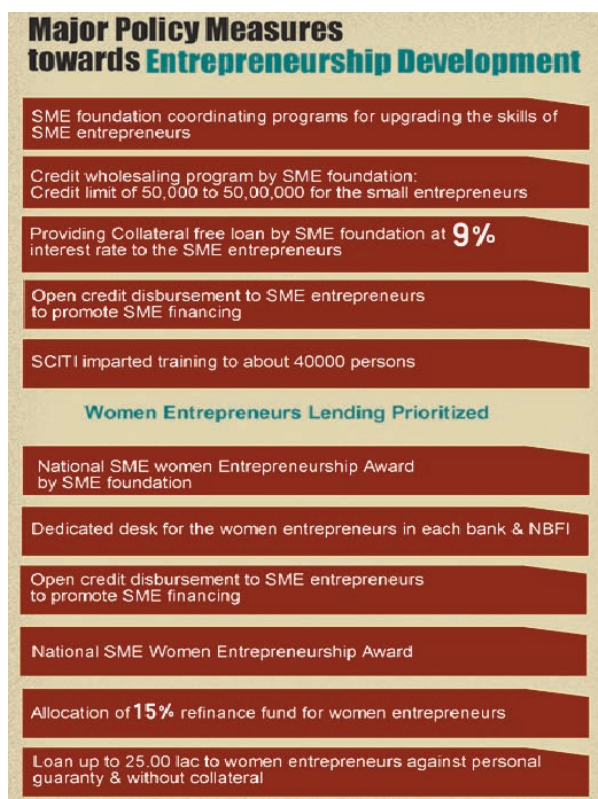 Major Policy Measures
towards Entrepreneurship Development
SME foundation coordinating programs for upgrading the skills of
SME entrepreneurs
Credit wholesaling program by SME foundation:
Credit limit of 50,000 to 50,00,000 for the small entrepreneurs
Providing Collateral free loan by SME foundation at 9%
interest rate to the SME entrepreneurs
Open credit disbursement to SME entrepreneurs
to promote SME financing
SCITI imparted training to about 40000 persons
Women Entrepreneurs Lending Prioritized
National SME women Entrepreneurship Award
by SME foundation
Dedicated desk for the women entrepreneurs in each bank & NBFI
Open credit disbursement to SME entrepreneurs
to promote SME financing
National SME Women Entrepreneurship Award
Allocation of 15% refinance fund for women entrepreneurs
Loan up to 25.00 lac to women entrepreneurs against personal
guaranty & without collateral